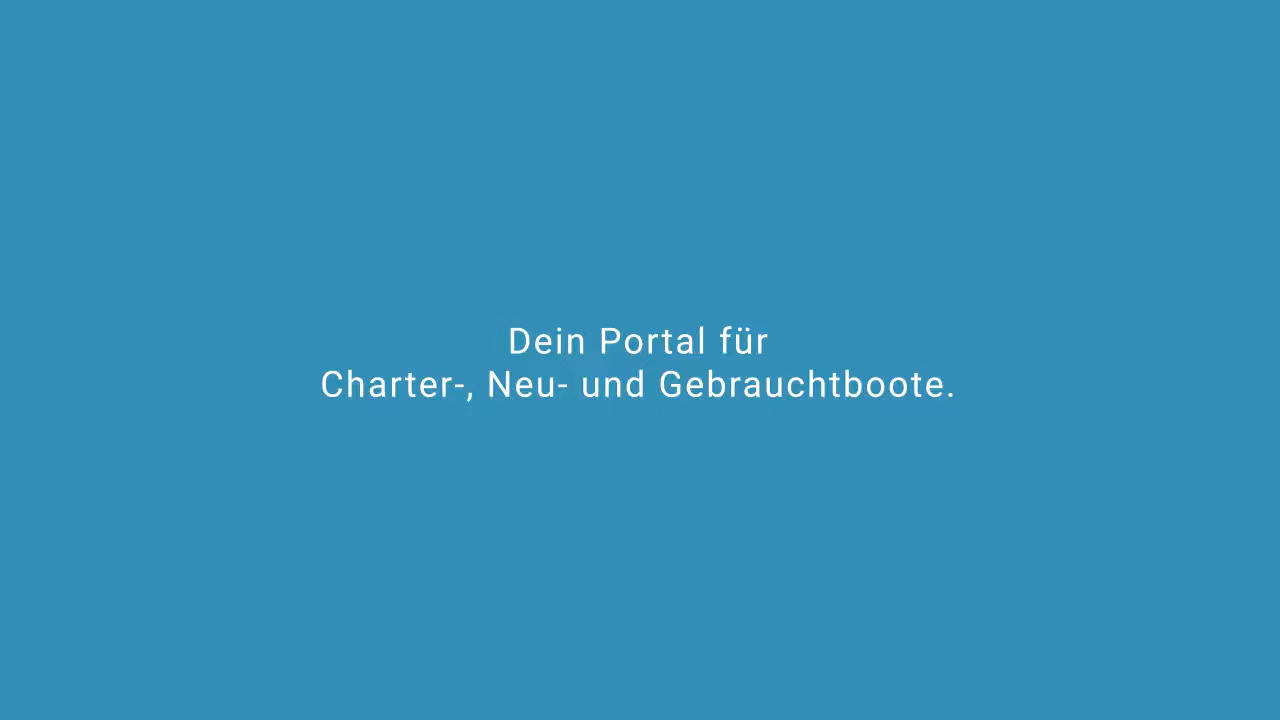 Dein Portal für
Charter-, Neu- und Gebrauchtboote.